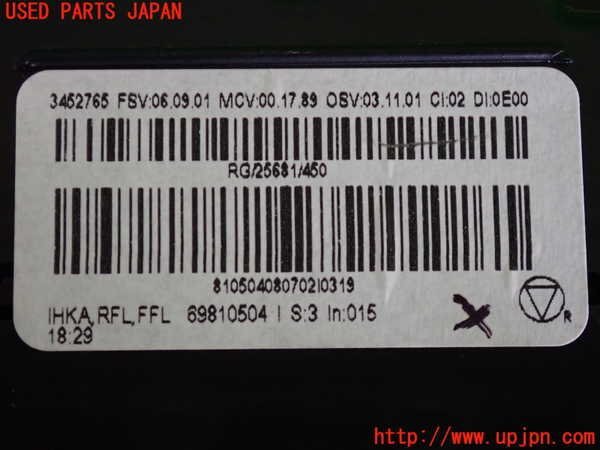 USED PARTS JAPAN
3452765 FSV:06.09.01 MCV:00.17.89 OSV:03.11.01 CI:02 DI:0E00
RG/25681/450
81050408070210319
IHKA, RFL, FFL 69810504 I S:3 In:015
R
18:29
http://www.upjpn.com/